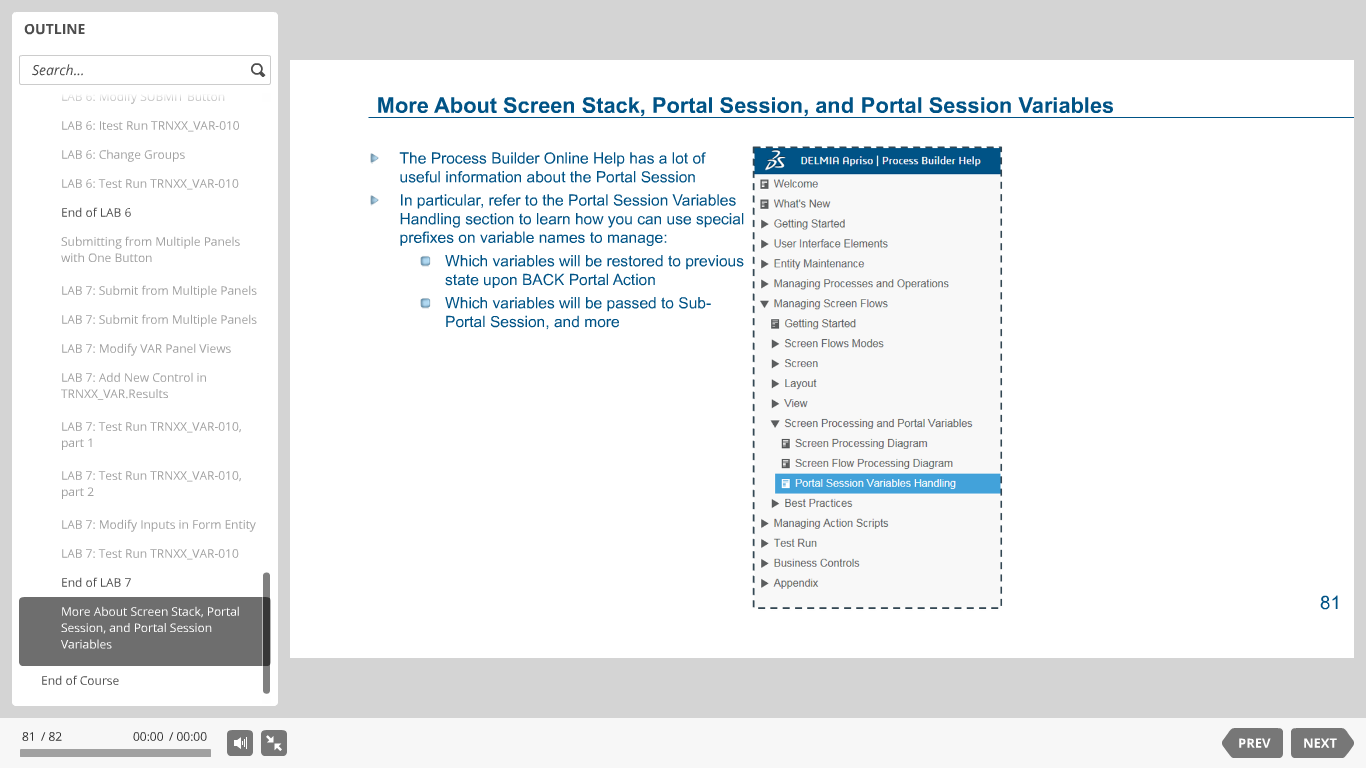 OUTLINE
Search...
LAB 6: Modify SUBMIT Button
LAB 6: Itest Run TRNXX_VAR-010
LAB 6: Change Groups
LAB 6: Test Run TRNXX_VAR-010
End of LAB 6
Submitting from Multiple Panels
with One Button
LAB 7: Submit from Multiple Panels
LAB 7: Submit from Multiple Panels
LAB 7: Modify VAR Panel Views
LAB 7: Add New Control in
TRNXX_VAR.Results
LAB 7: Test Run TRNXX_VAR-010,
part 1
LAB 7: Test Run TRNXX_VAR-010,
part 2
LAB 7: Modify Inputs in Form Entity
LAB 7: Test Run TRNXX_VAR-010
End of LAB 7
More About Screen Stack, Portal
Session, and Portal Session
Variables
End of Course
More About Screen Stack, Portal Session, and Portal Session Variables
The Process Builder Online Help has a lot of
useful information about the Portal Session
In particular, refer to the Portal Session Variables
Handling section to learn how you can use special
prefixes on variable names to manage:
Which variables will be restored to previous
state upon BACK Portal Action
Which variables will be passed to Sub-
Portal Session, and more
DELMIA Apriso | Process Builder Help
Welcome
What's New
Getting Started
User Interface Elements
Entity Maintenance
Managing Processes and Operations
Managing Screen Flows
Getting Started
Screen Flows Modes
Screen
Layout
View
Screen Processing and Portal Variables
Screen Processing Diagram
Screen Flow Processing Diagram
Portal Session Variables Handling
Best Practices
Managing Action Scripts
Test Run
Business Controls
Appendix
81
81 / 82
00:00 / 00:00
PREV
NEXT